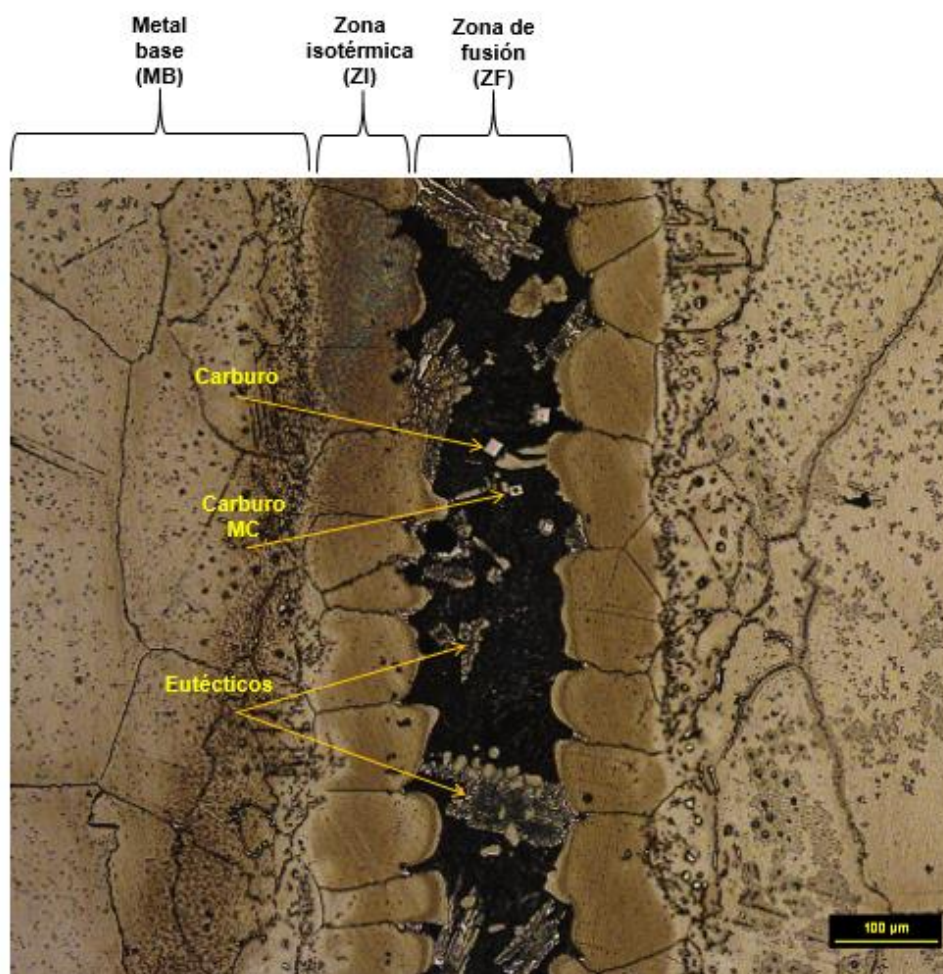 Metal
base
(MB)
Zona
isotérmica
(ZI)
Zona de
fusión
(ZF)
Carburo
Carburo
MC
Eutécticos
100 µm